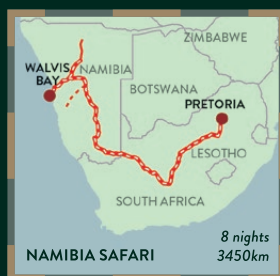 ZIMBABWE
WALVIS
BAY
NAMIBIA
BOTSWANA
PRETORIA
LESOTHO
SOUTH AFRICA
8 nights
NAMIBIA SAFARI 3450km